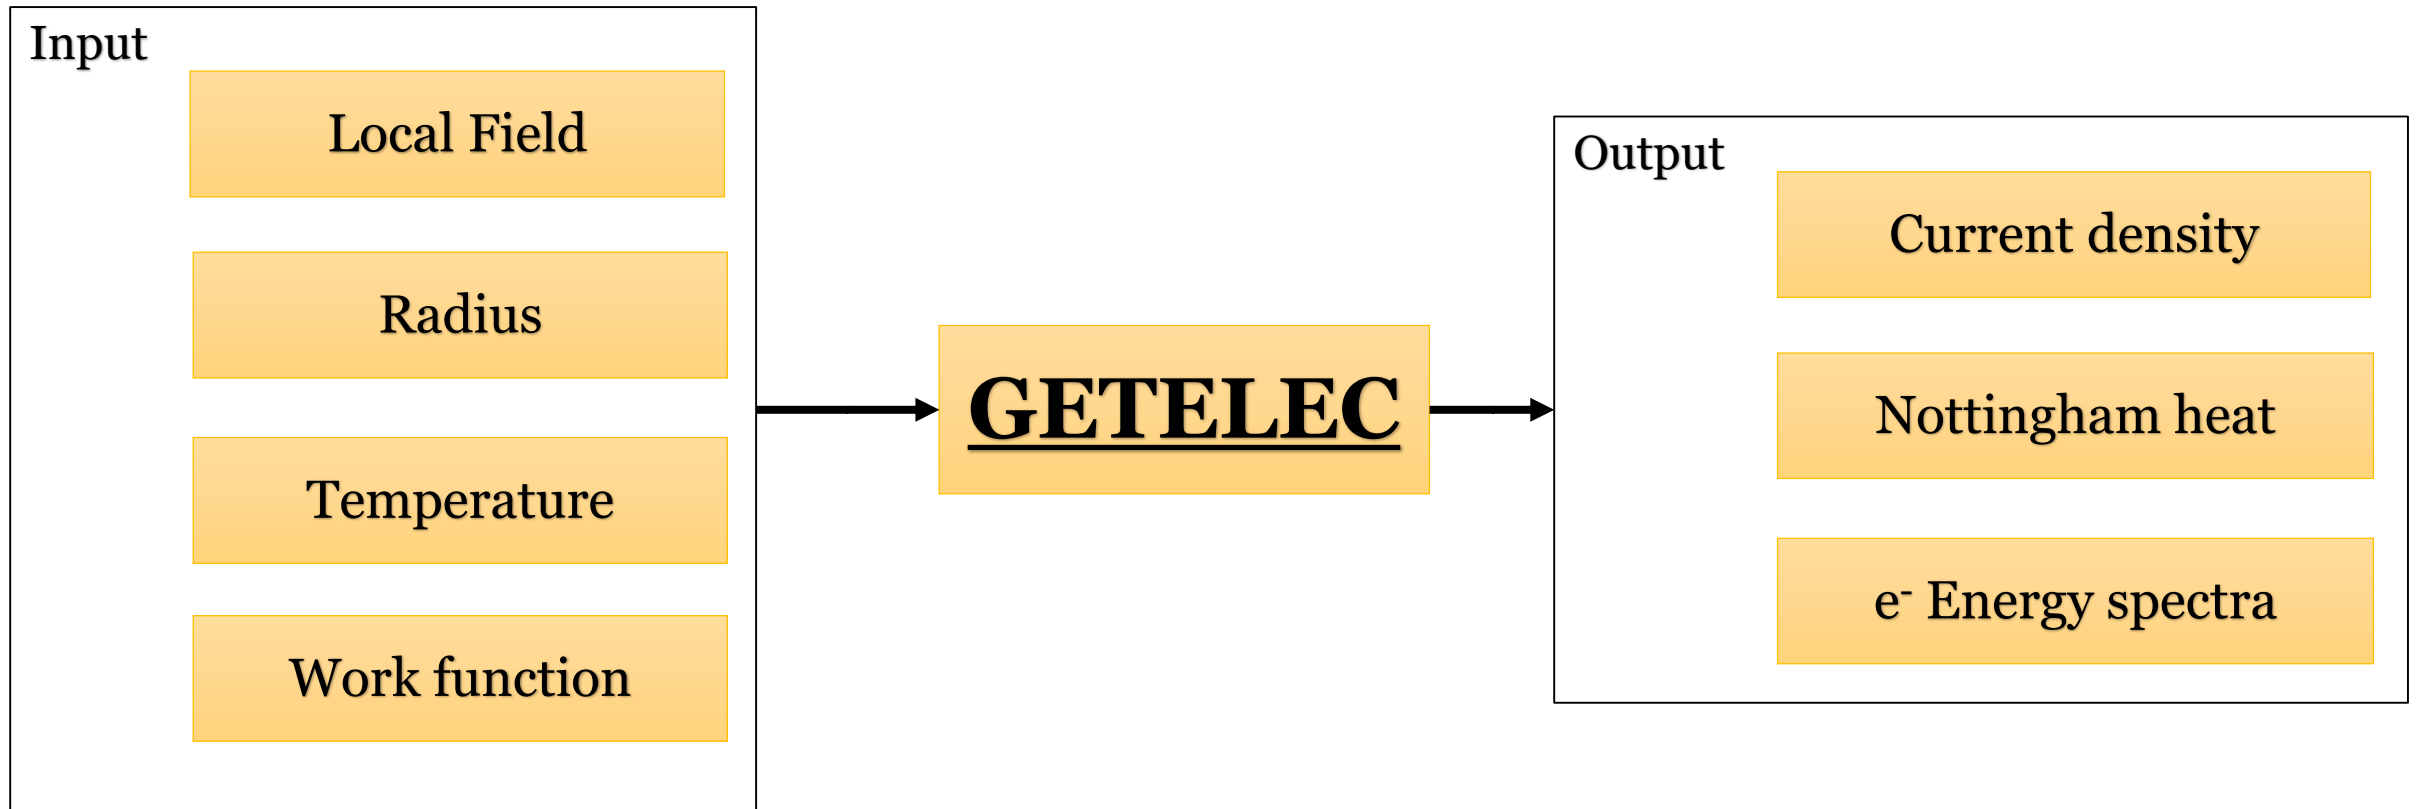 Input
Local Field
Radius
Temperature
Work function
GETELEC
Output
Current density
Nottingham heat
e⁻ Energy spectra